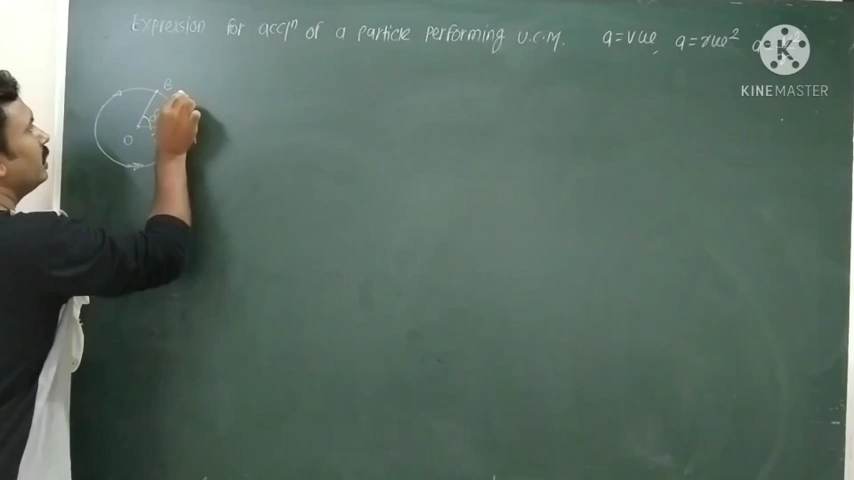 Expression for accⁿ of a particle performing U.C.M. a=vω, a=rω² a
KINEMASTER
B
O